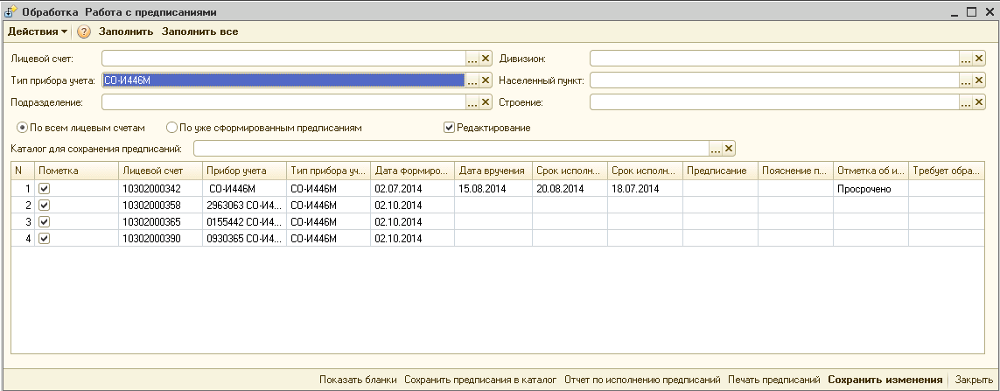 Обработка Работа с предписаниями
Действия Заполнить Заполнить все
Лицевой счет: ... Дивизион: ...
Тип прибора учета: СО-И446М ... Населенный пункт: ...
Подразделение: ... Строение: ...
По всем лицевым счетам По уже сформированным предписаниям Редактирование
Каталог для сохранения предписаний: ...
N Пометка Лицевой счет Прибор учета Тип прибора уч... Дата формиро... Дата вручения Срок исполн... Срок исполн... Предписание Пояснение п... Отметка об и... Требует обра...
1 10302000342 СО-И446М СО-И446М 02.07.2014 15.08.2014 20.08.2014 18.07.2014 Просрочено
2 10302000358 2963063 СО-И4... СО-И446М 02.10.2014
3 10302000365 0155442 СО-И4... СО-И446М 02.10.2014
4 10302000390 0930365 СО-И4... СО-И446М 02.10.2014
Показать бланки Сохранить предписания в каталог Отчет по исполнению предписаний Печать предписаний Сохранить изменения Закрыть